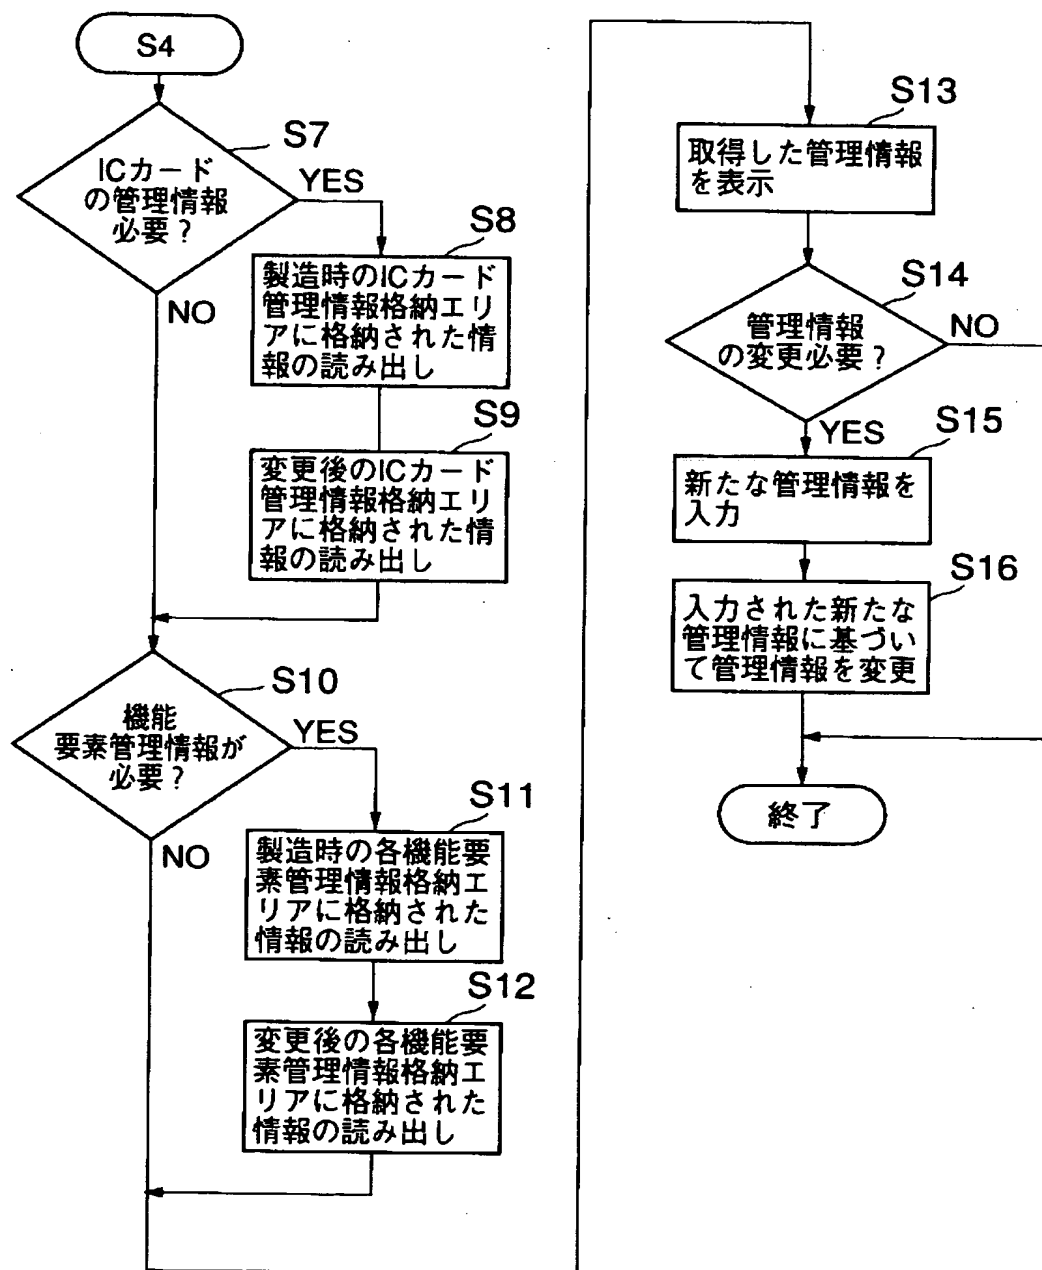 S4
S7
ICカード
の管理情報
必要?
YES
NO
S8
製造時のICカード
管理情報格納エリ
アに格納された情
報の読み出し
S9
変更後のICカード
管理情報格納エリ
アに格納された情
報の読み出し
S10
機能
要素管理情報が
必要?
YES
NO
S11
製造時の各機能要
素管理情報格納エ
リアに格納された
情報の読み出し
S12
変更後の各機能要
素管理情報格納エ
リアに格納された
情報の読み出し
S13
取得した管理情報
を表示
S14
管理情報
の変更必要?
NO
YES
S15
新たな管理情報を
入力
S16
入力された新たな
管理情報に基づい
て管理情報を変更
終了